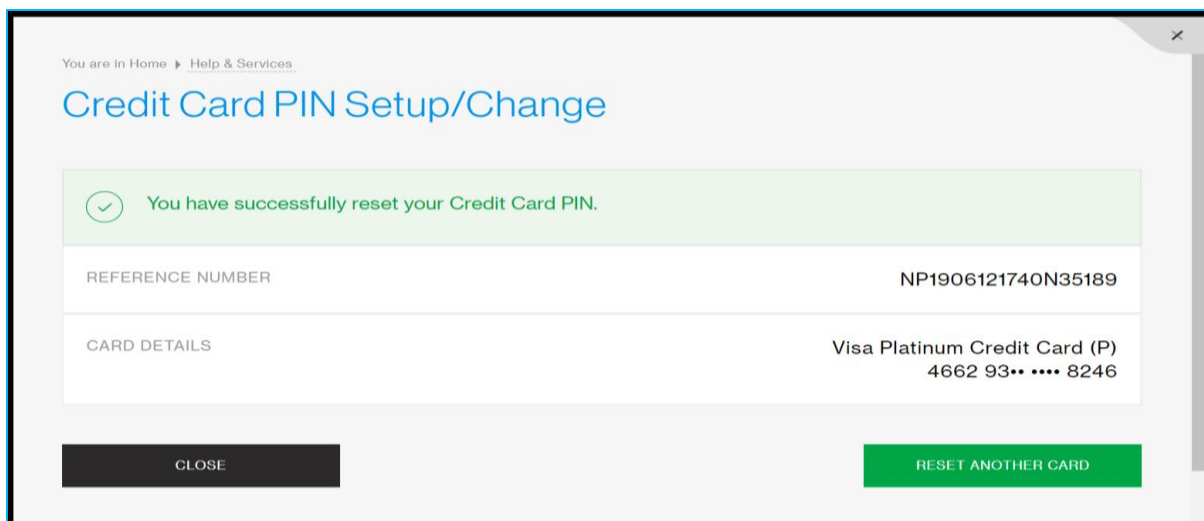 You are in Home ▸ Help & Services
Credit Card PIN Setup/Change
You have successfully reset your Credit Card PIN.
REFERENCE NUMBER
NP1906121740N35189
CARD DETAILS
Visa Platinum Credit Card (P)
4662 93•• •••• 8246
CLOSE
RESET ANOTHER CARD